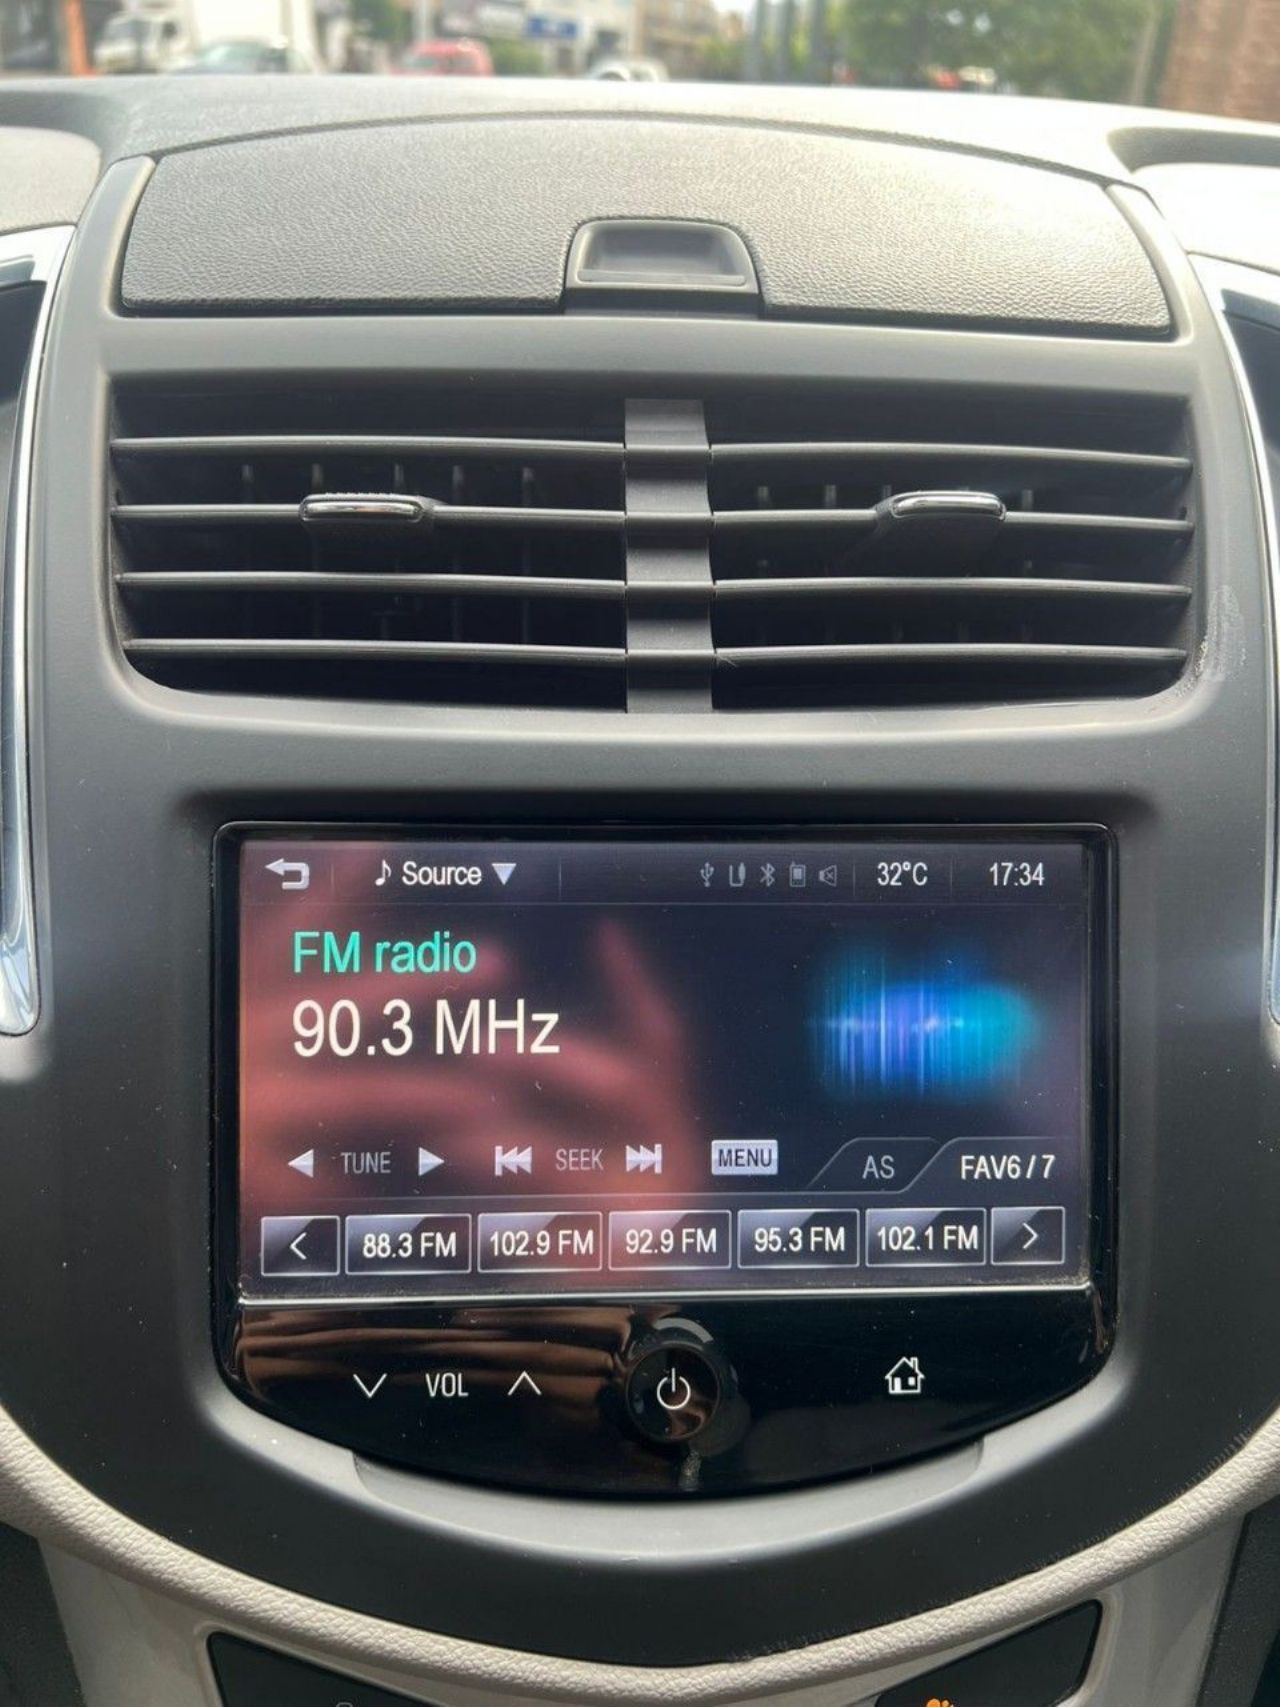 Source 32°C 17:34
FM radio
90.3 MHz
TUNE SEEK MENU AS FAV6 / 7
88.3 FM 102.9 FM 92.9 FM 95.3 FM 102.1 FM
VOL